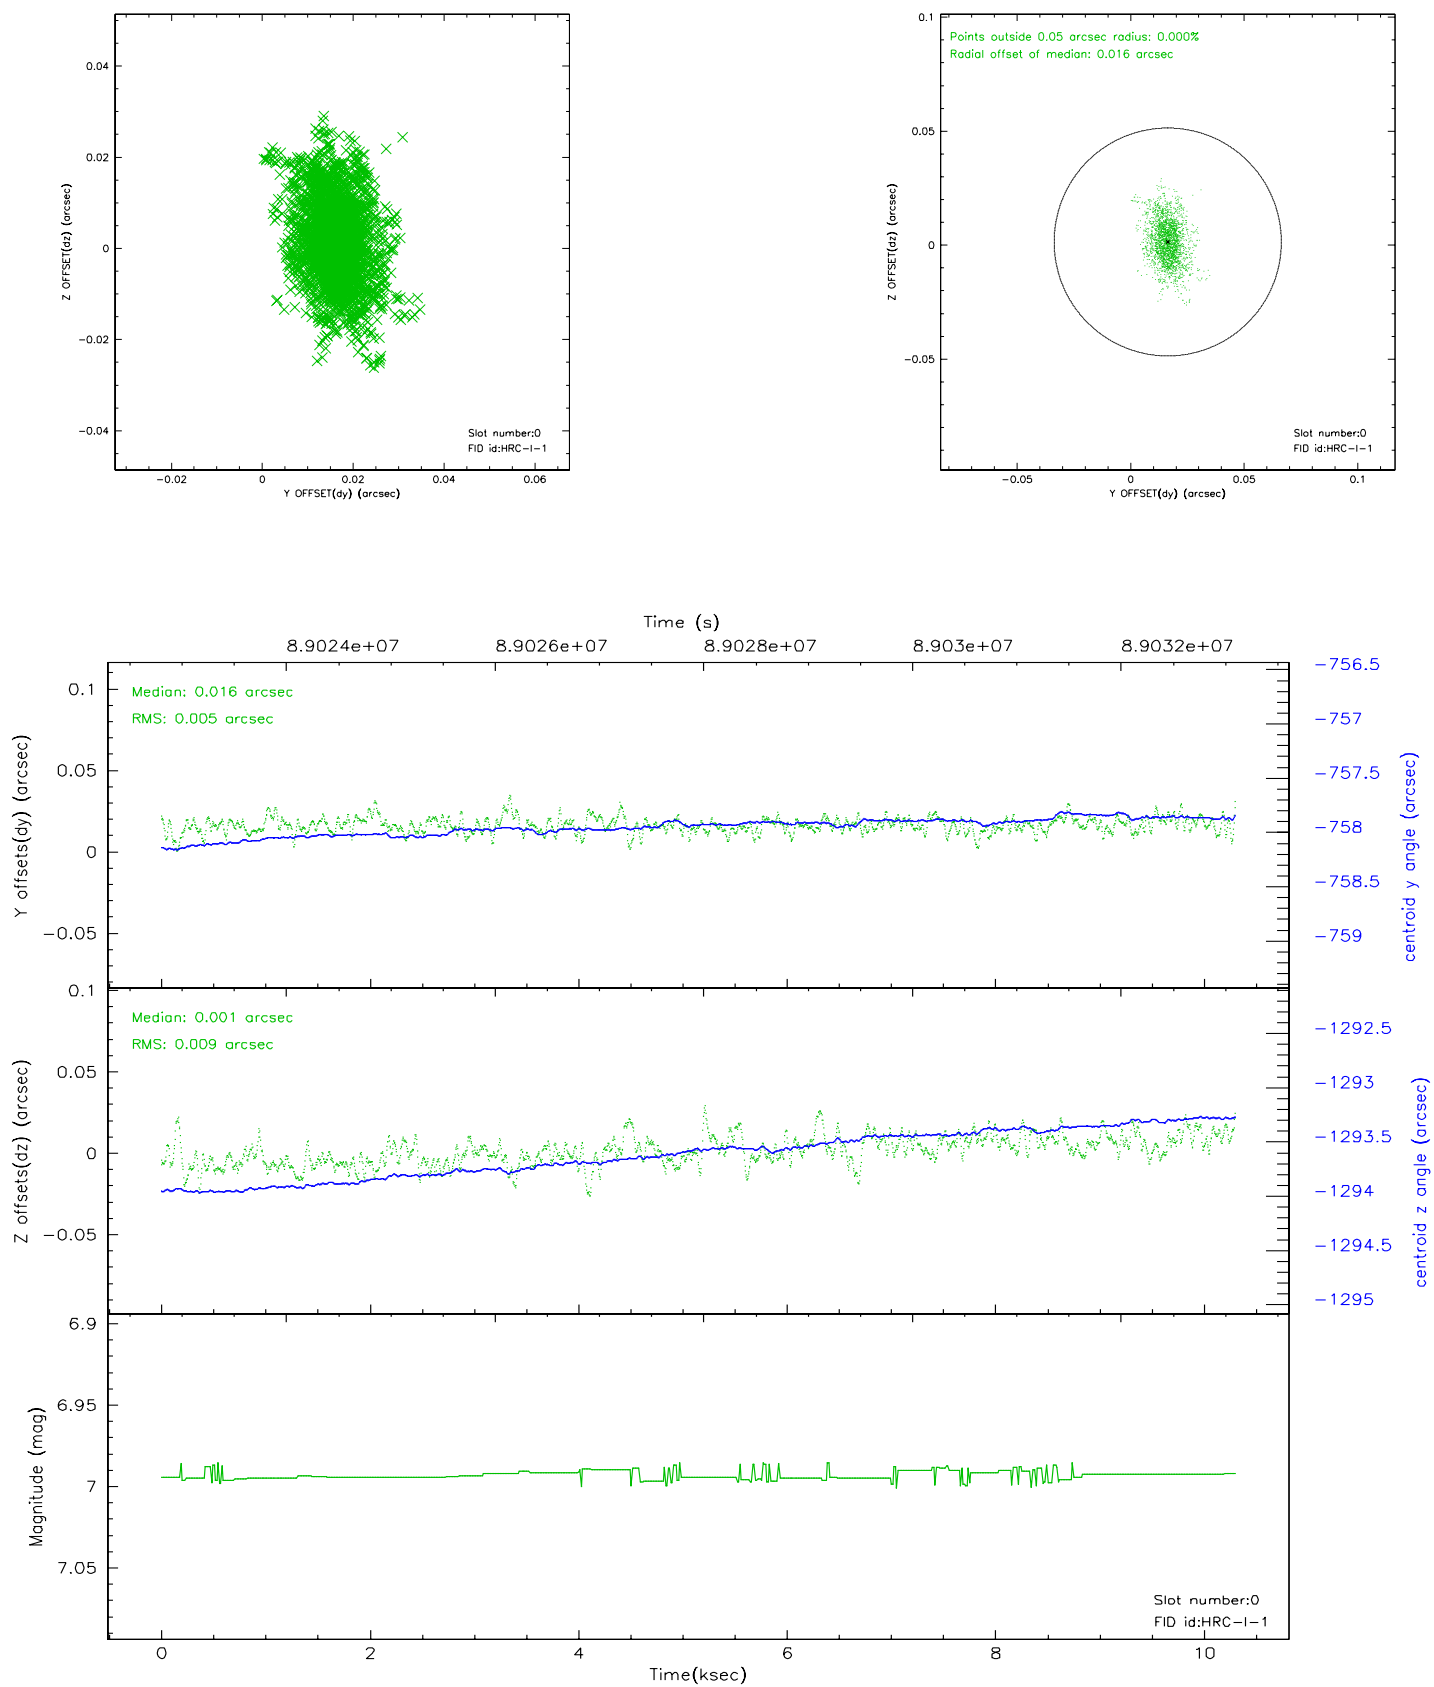 0.04
0.02
0
-0.02
-0.04
Z OFFSET(dz) (arcsec)
Slot number:0
FID id:HRC-I-1
-0.02
0
0.02
0.04
0.06
Y OFFSET(dy) (arcsec)
0.1
0.05
0
-0.05
Z OFFSET(dz) (arcsec)
Points outside 0.05 arcsec radius: 0.000%
Radial offset of median: 0.016 arcsec
Slot number:0
FID id:HRC-I-1
-0.05
0
0.05
0.1
Y OFFSET(dy) (arcsec)
Time (s)
8.9024e+07
8.9026e+07
8.9028e+07
8.903e+07
8.9032e+07
Y offsets(dy) (arcsec)
0.1
0.05
0
-0.05
Median: 0.016 arcsec
RMS: 0.005 arcsec
-756.5
-757
-757.5
-758
-758.5
-759
centroid y angle (arcsec)
Z offsets(dz) (arcsec)
0.1
0.05
0
-0.05
Median: 0.001 arcsec
RMS: 0.009 arcsec
-1292.5
-1293
-1293.5
-1294
-1294.5
-1295
centroid z angle (arcsec)
Magnitude (mag)
6.9
6.95
7
7.05
Slot number:0
FID id:HRC-I-1
0
2
4
6
8
10
Time(ksec)